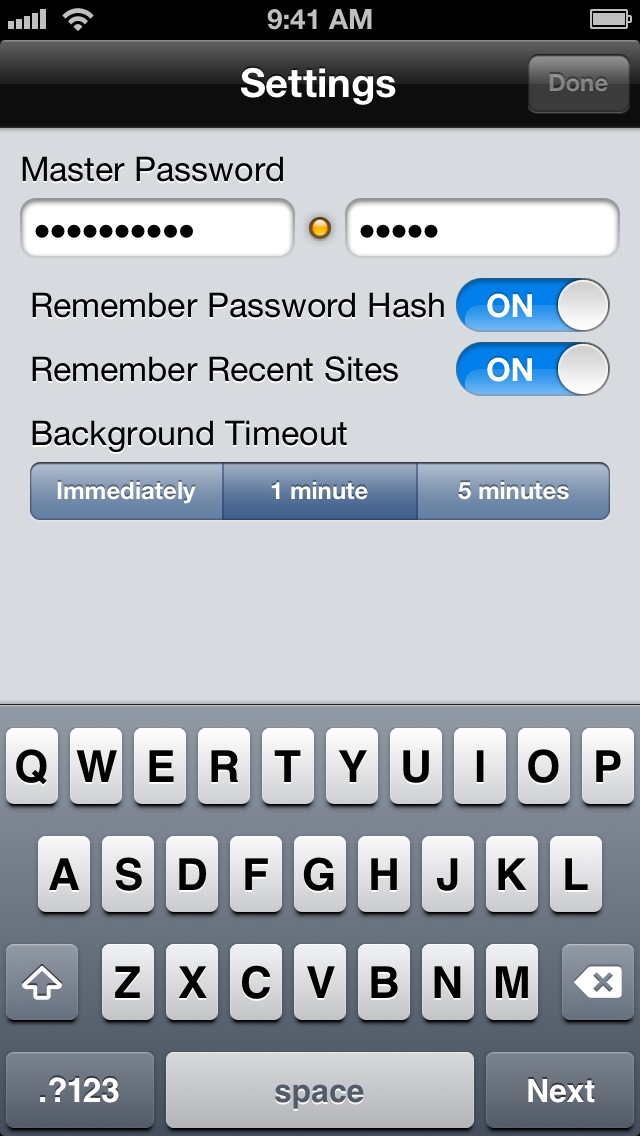 9:41 AM
Settings
Done
Master Password
•••••••••• •••••
Remember Password Hash ON
Remember Recent Sites ON
Background Timeout
Immediately 1 minute 5 minutes
Q W E R T Y U I O P
A S D F G H J K L
Z X C V B N M
.?123 space Next